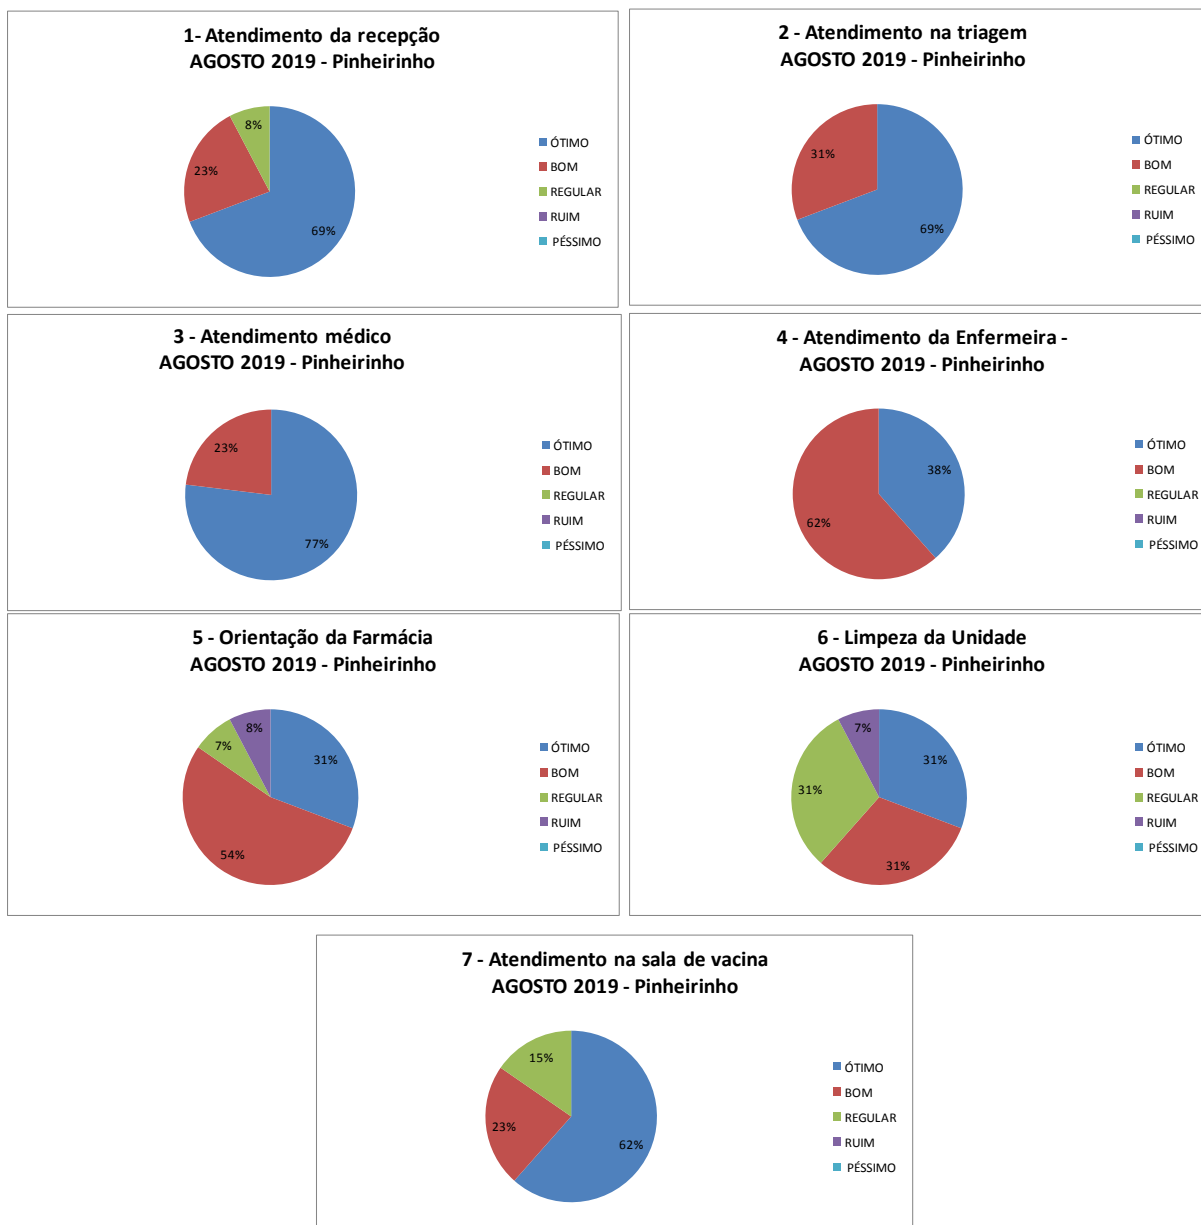 1- Atendimento da recepção
AGOSTO 2019 - Pinheirinho
8%
23%
69%
ÓTIMO
BOM
REGULAR
RUIM
PÉSSIMO
2 - Atendimento na triagem
AGOSTO 2019 - Pinheirinho
31%
69%
ÓTIMO
BOM
REGULAR
RUIM
PÉSSIMO
3 - Atendimento médico
AGOSTO 2019 - Pinheirinho
23%
77%
ÓTIMO
BOM
REGULAR
RUIM
PÉSSIMO
4 - Atendimento da Enfermeira -
AGOSTO 2019 - Pinheirinho
38%
62%
ÓTIMO
BOM
REGULAR
RUIM
PÉSSIMO
5 - Orientação da Farmácia
AGOSTO 2019 - Pinheirinho
8%
7%
31%
54%
ÓTIMO
BOM
REGULAR
RUIM
PÉSSIMO
6 - Limpeza da Unidade
AGOSTO 2019 - Pinheirinho
7%
31%
31%
31%
ÓTIMO
BOM
REGULAR
RUIM
PÉSSIMO
7 - Atendimento na sala de vacina
AGOSTO 2019 - Pinheirinho
15%
23%
62%
ÓTIMO
BOM
REGULAR
RUIM
PÉSSIMO